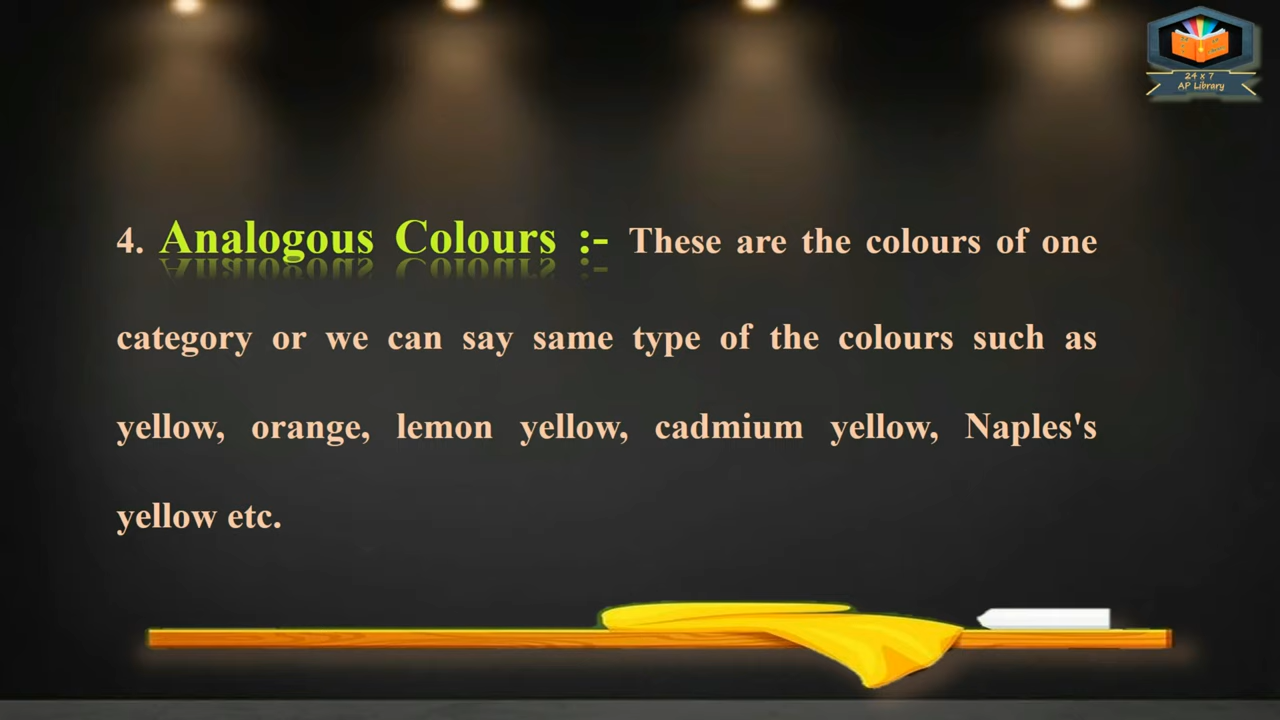 24 x 7
AP Library
4. Analogous Colours :- These are the colours of one
category or we can say same type of the colours such as
yellow, orange, lemon yellow, cadmium yellow, Naples's
yellow etc.